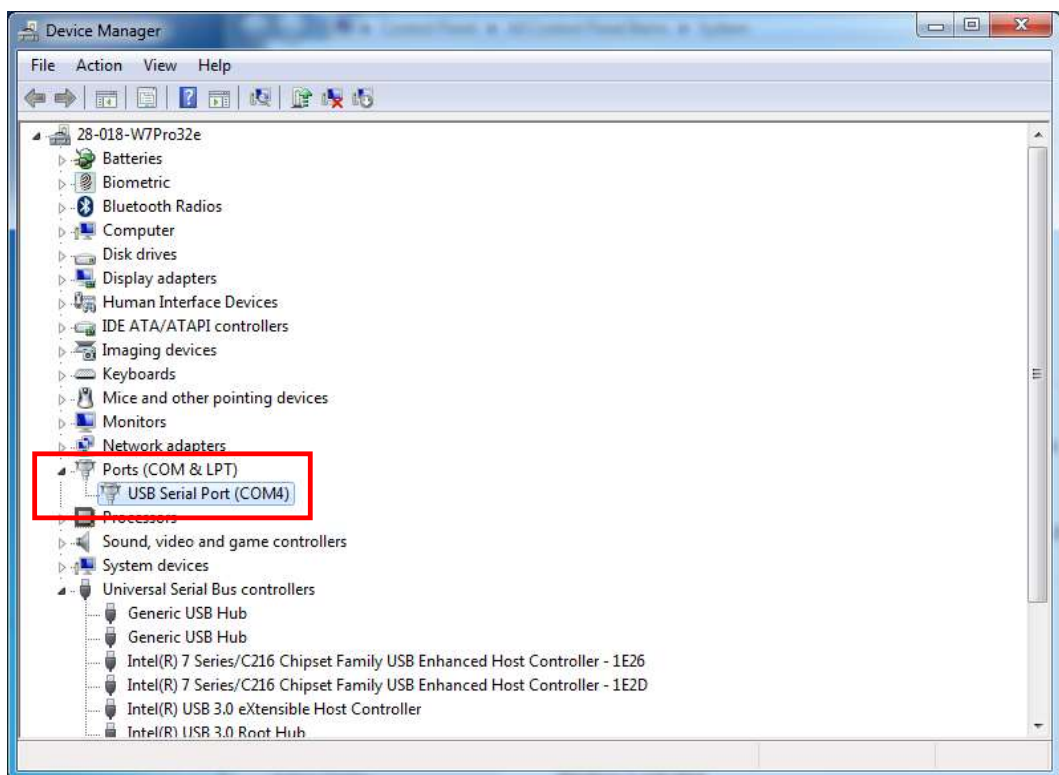 Device Manager
File Action View Help
28-018-W7Pro32e
Batteries
Biometric
Bluetooth Radios
Computer
Disk drives
Display adapters
Human Interface Devices
IDE ATA/ATAPI controllers
Imaging devices
Keyboards
Mice and other pointing devices
Monitors
Network adapters
Ports (COM & LPT)
USB Serial Port (COM4)
Processors
Sound, video and game controllers
System devices
Universal Serial Bus controllers
Generic USB Hub
Generic USB Hub
Intel(R) 7 Series/C216 Chipset Family USB Enhanced Host Controller - 1E26
Intel(R) 7 Series/C216 Chipset Family USB Enhanced Host Controller - 1E2D
Intel(R) USB 3.0 eXtensible Host Controller
Intel(R) USB 3.0 Root Hub